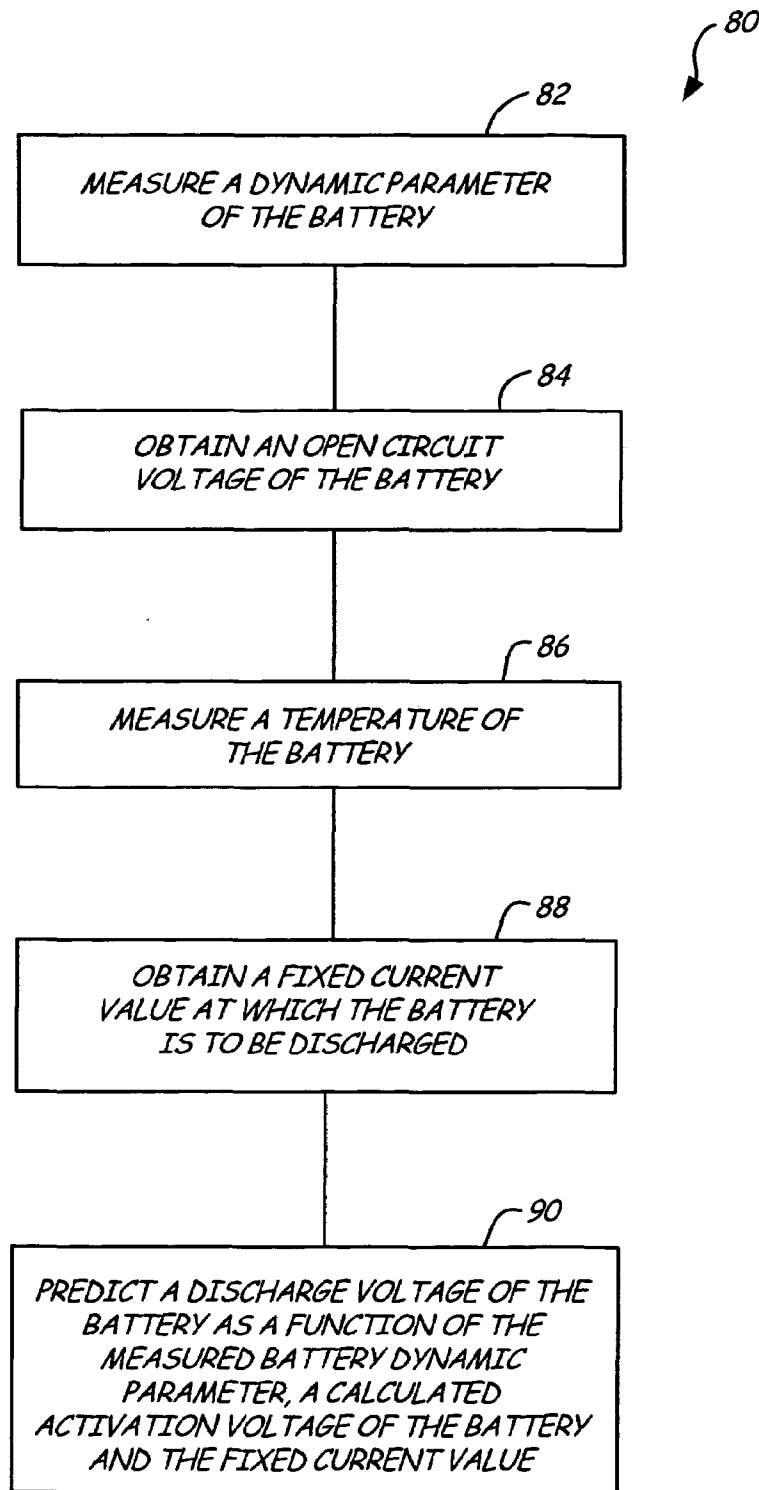 80
82
MEASURE A DYNAMIC PARAMETER
OF THE BATTERY
84
OBTAIN AN OPEN CIRCUIT
VOLTAGE OF THE BATTERY
86
MEASURE A TEMPERATURE OF
THE BATTERY
88
OBTAIN A FIXED CURRENT
VALUE AT WHICH THE BATTERY
IS TO BE DISCHARGED
90
PREDICT A DISCHARGE VOLTAGE OF THE
BATTERY AS A FUNCTION OF THE
MEASURED BATTERY DYNAMIC
PARAMETER, A CALCULATED
ACTIVATION VOLTAGE OF THE BATTERY
AND THE FIXED CURRENT VALUE